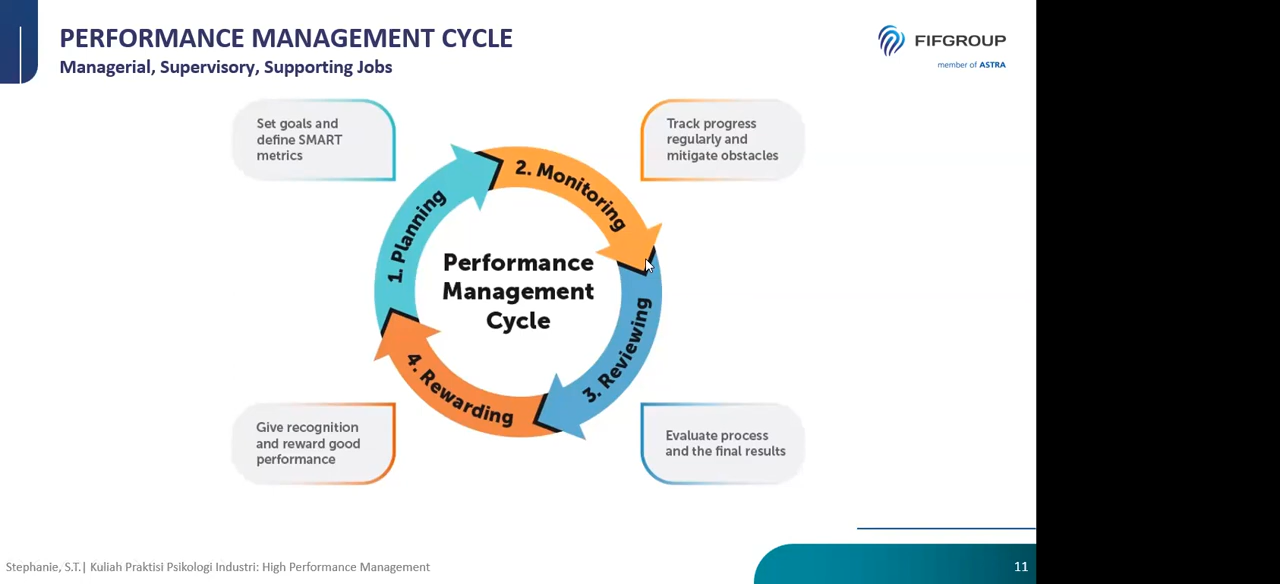 PERFORMANCE MANAGEMENT CYCLE
Managerial, Supervisory, Supporting Jobs
FIFGROUP
member of ASTRA
Set goals and
define SMART
metrics
Track progress
regularly and
mitigate obstacles
1. Planning
2. Monitoring
3. Reviewing
4. Rewarding
Performance
Management
Cycle
Give recognition
and reward good
performance
Evaluate process
and the final results
Stephanie, S.T.| Kuliah Praktisi Psikologi Industri: High Performance Management
11